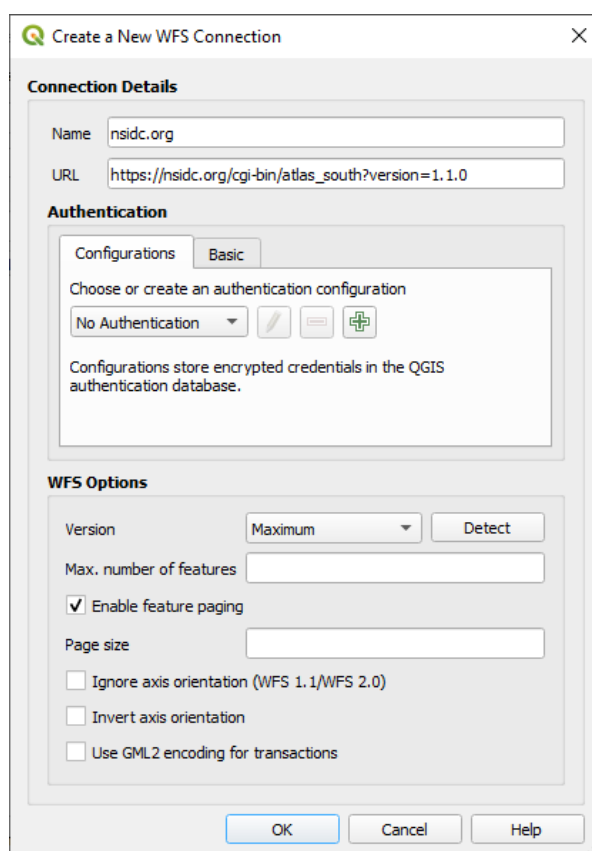 Create a New WFS Connection
Connection Details
Name nsidc.org
URL https://nsidc.org/cgi-bin/atlas_south?version=1.1.0
Authentication
Configurations Basic
Choose or create an authentication configuration
No Authentication
Configurations store encrypted credentials in the QGIS
authentication database.
WFS Options
Version Maximum Detect
Max. number of features
Enable feature paging
Page size
Ignore axis orientation (WFS 1.1/WFS 2.0)
Invert axis orientation
Use GML2 encoding for transactions
OK Cancel Help